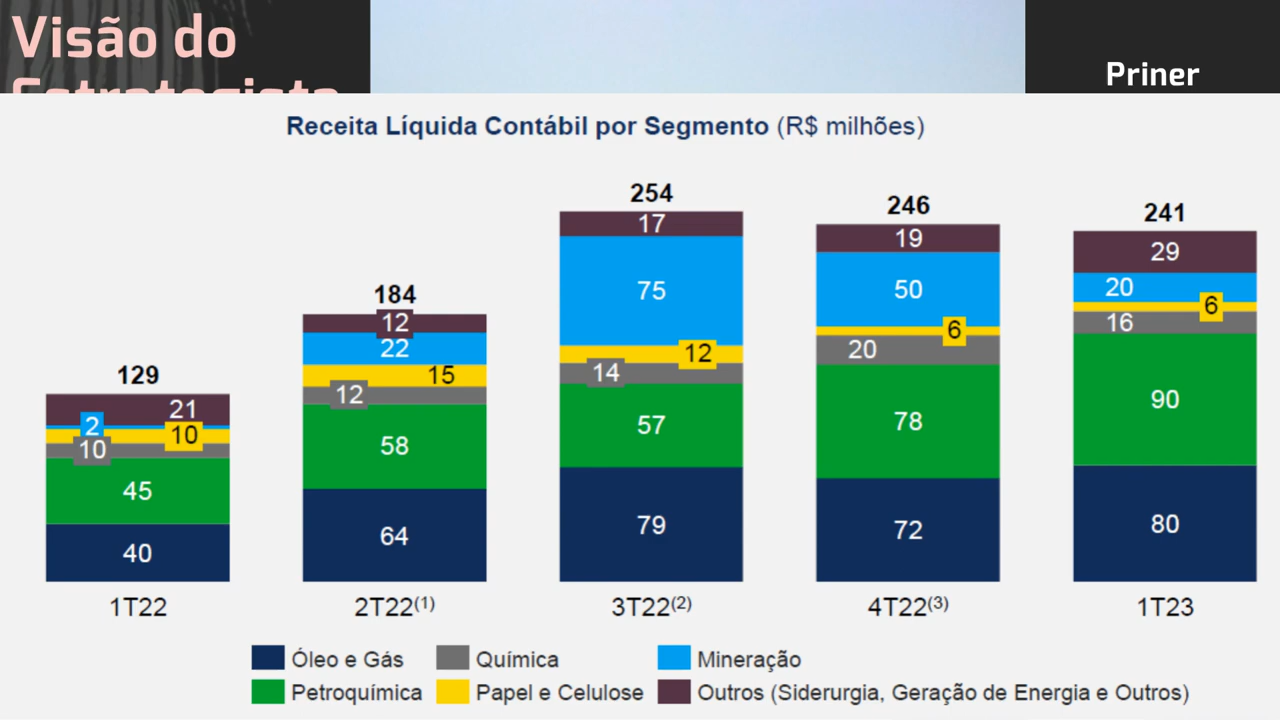 Visão do
Estrategista
Priner
Receita Líquida Contábil por Segmento (R$ milhões)
129
21
2
10
10
45
40
1T22
184
12
22
15
12
58
64
2T22(1)
254
17
75
12
14
57
79
3T22(2)
246
19
50
6
20
78
72
4T22(3)
241
29
20
6
16
90
80
1T23
Óleo e Gás
Química
Mineração
Petroquímica
Papel e Celulose
Outros (Siderurgia, Geração de Energia e Outros)